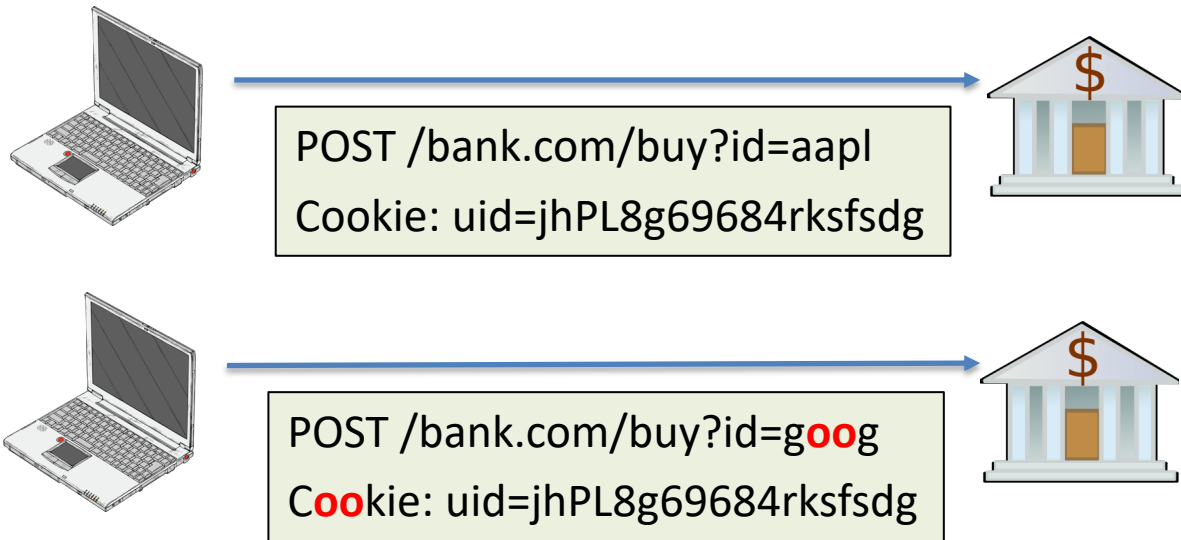 $
POST /bank.com/buy?id=aapl
Cookie: uid=jhPL8g69684rksfsdg
$
POST /bank.com/buy?id=goog
Cookie: uid=jhPL8g69684rksfsdg